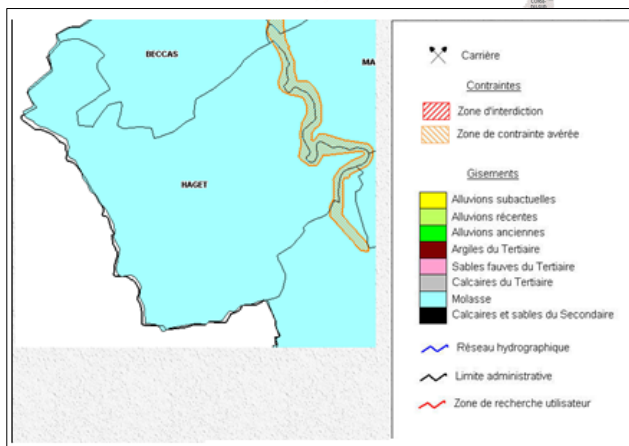 BECCAS
MA
HAGET
Carrière
Contraintes
Zone d'interdiction
Zone de contrainte avérée
Gisements
Alluvions subactuelles
Alluvions récentes
Alluvions anciennes
Argiles du Tertiaire
Sables fauves du Tertiaire
Calcaires du Tertiaire
Molasse
Calcaires et sables du Secondaire
Réseau hydrographique
Limite administrative
Zone de recherche utilisateur